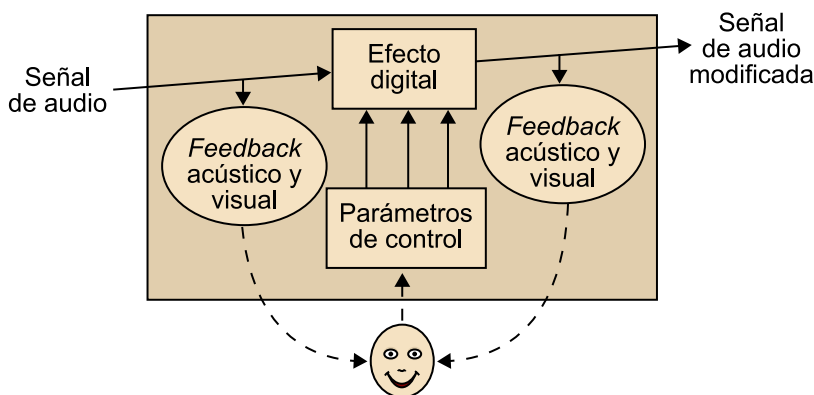 Señal
de audio
Efecto
digital
Señal
de audio
modificada
Feedback
acústico y
visual
Feedback
acústico y
visual
Parámetros
de control